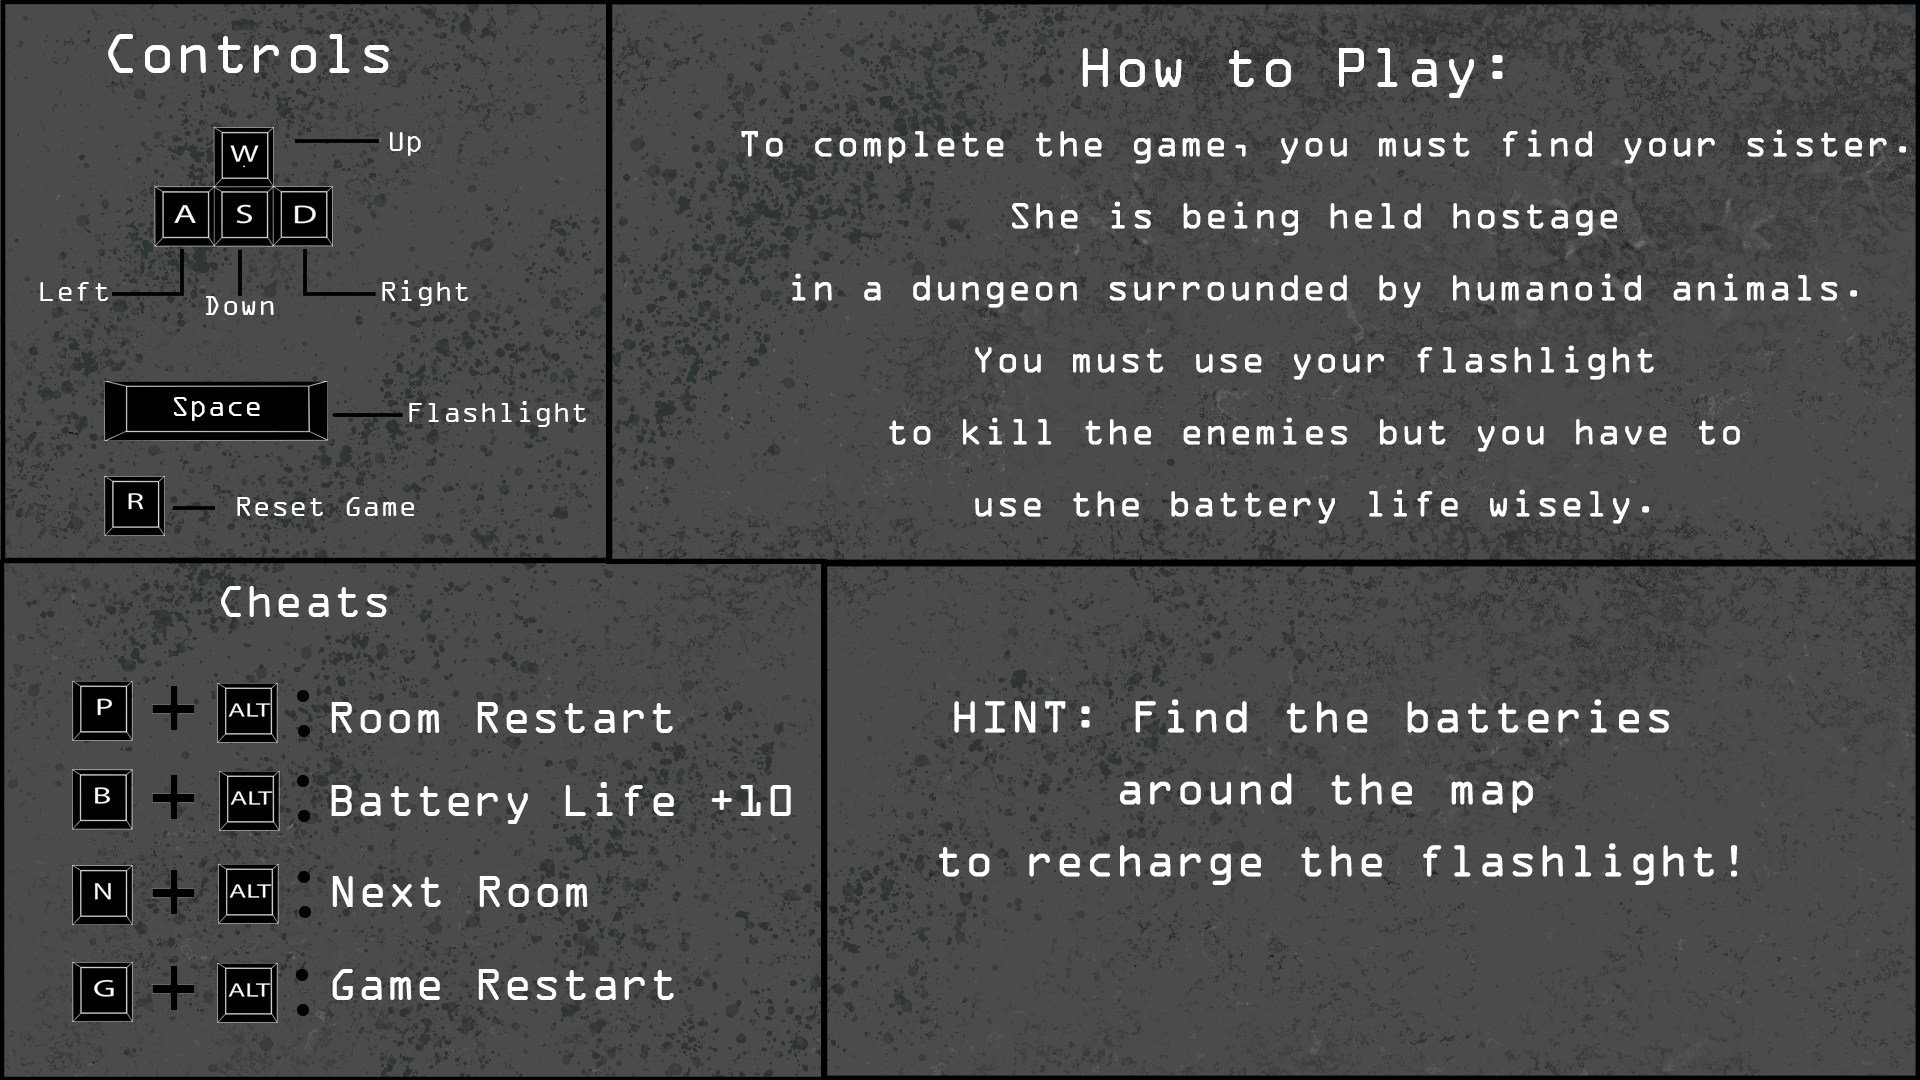 Controls
W
Up
A S D
Left
Down
Right
Space
Flashlight
R
Reset Game
How to Play:
To complete the game, you must find your sister.
She is being held hostage
in a dungeon surrounded by humanoid animals.
You must use your flashlight
to kill the enemies but you have to
use the battery life wisely.
Cheats
P + ALT : Room Restart
B + ALT : Battery Life +10
N + ALT : Next Room
G + ALT : Game Restart
HINT: Find the batteries
around the map
to recharge the flashlight!